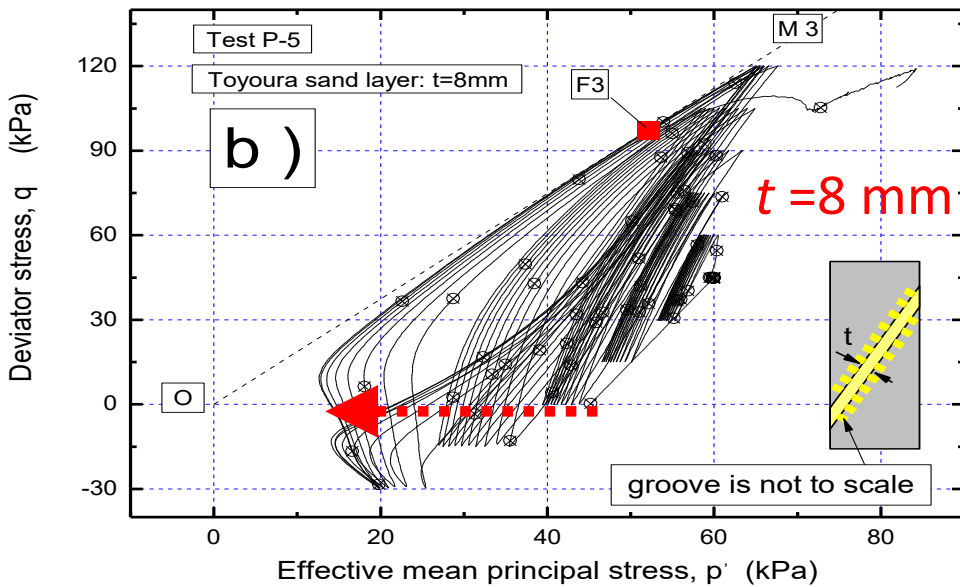 Test P-5
Toyoura sand layer: t=8mm
b )
F3
M 3
t =8 mm
O
t
groove is not to scale
Deviator stress, q (kPa)
120
90
60
30
0
-30
0 20 40 60 80
Effective mean principal stress, p' (kPa)